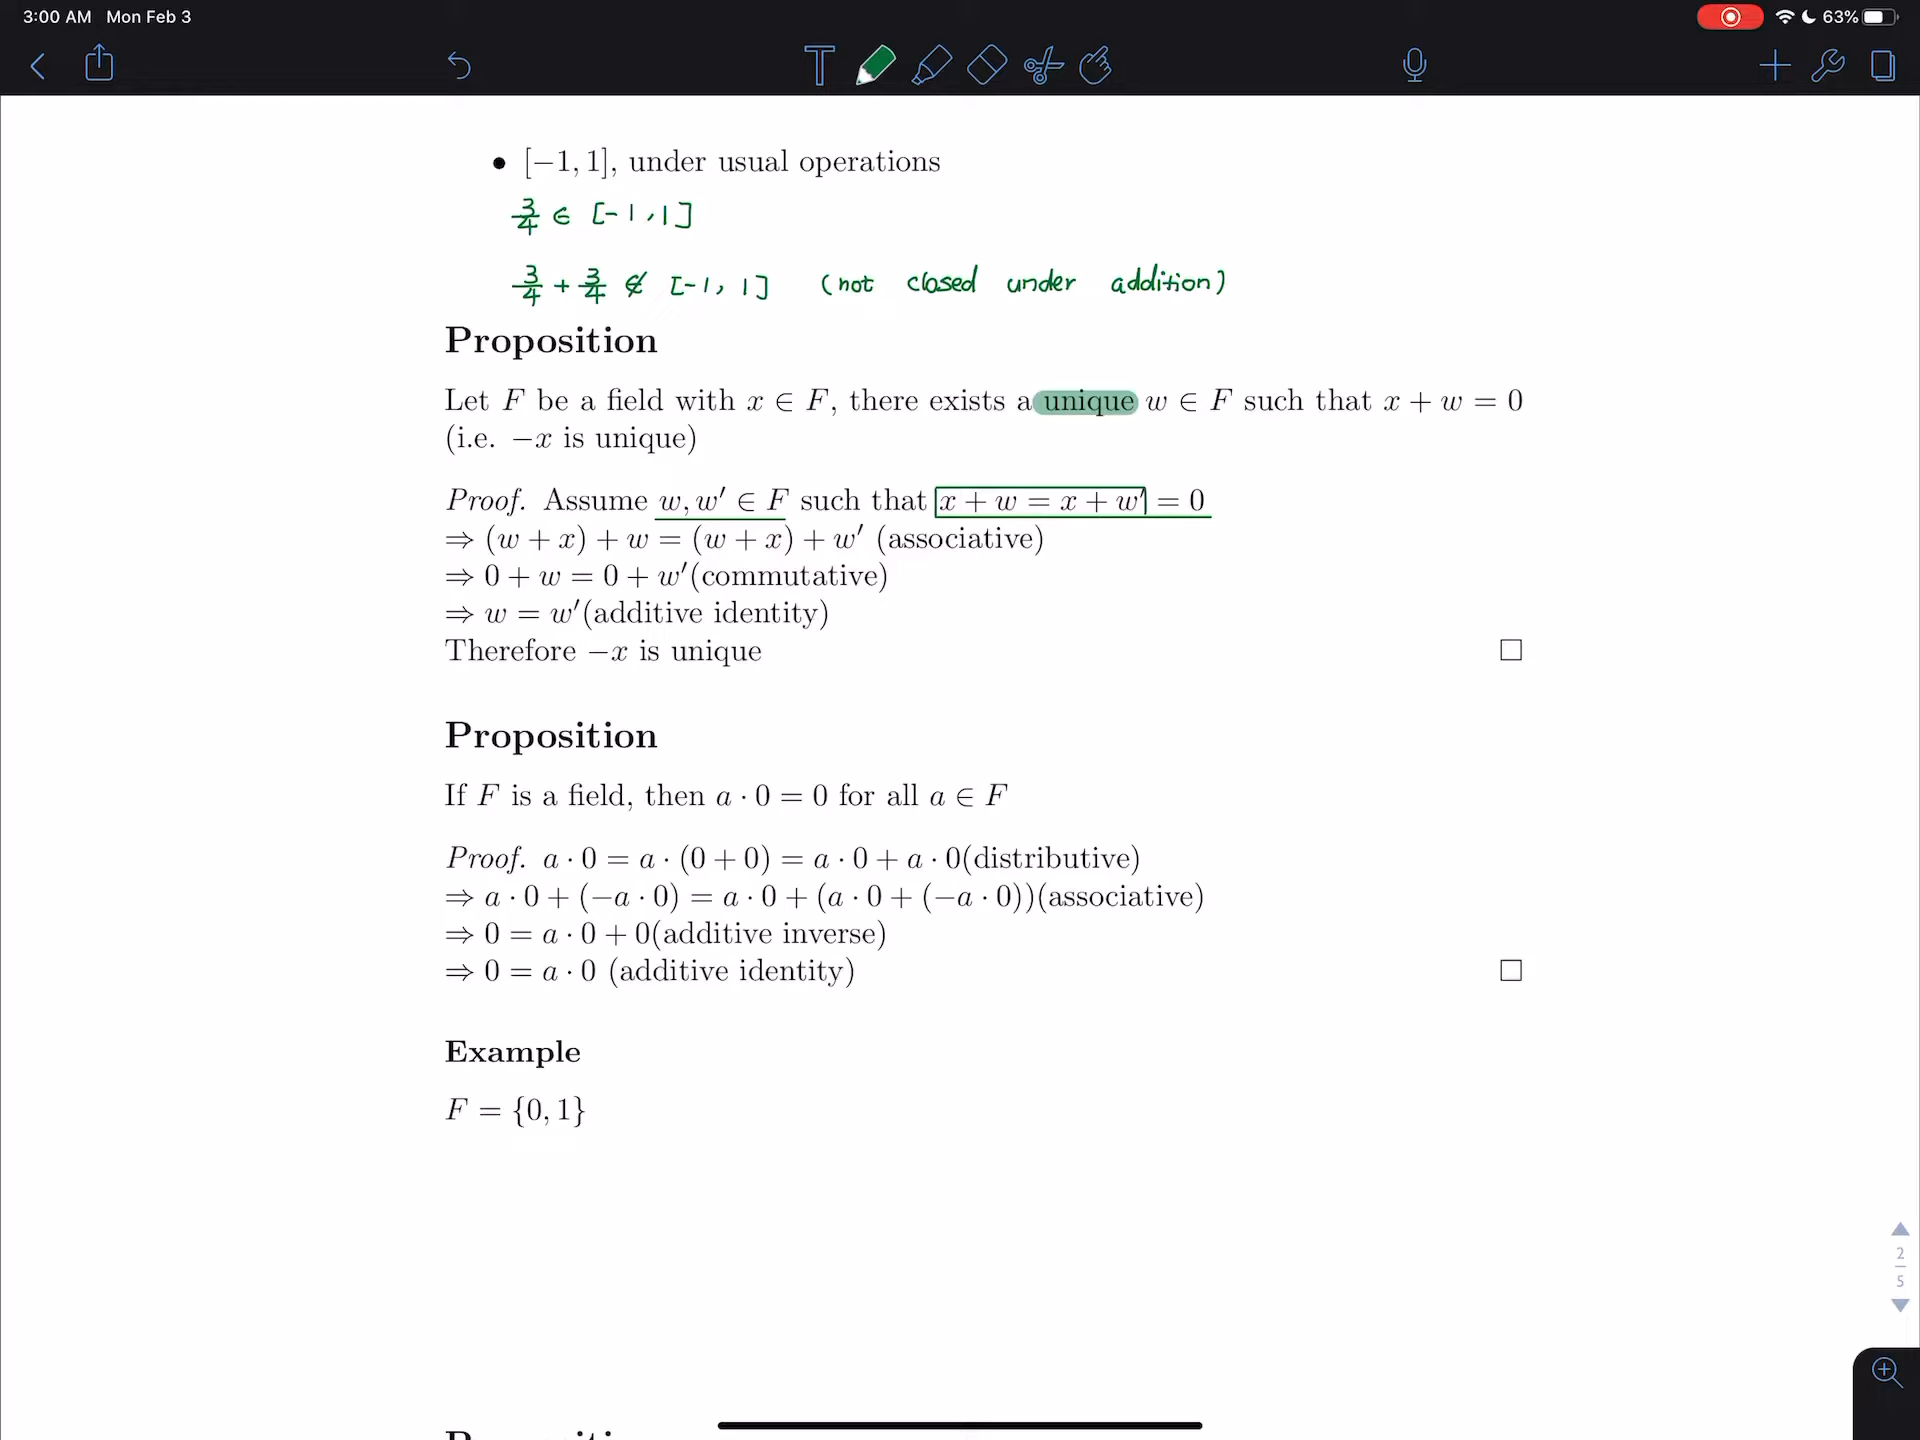 3:00 AM Mon Feb 3
63%
• [−1, 1], under usual operations
3/4 ∈ [-1,1]
3/4 + 3/4 ∉ [-1, 1] (not closed under addition)
Proposition
Let F be a field with x ∈ F, there exists a unique w ∈ F such that x + w = 0
(i.e. −x is unique)
Proof. Assume w, w′ ∈ F such that x + w = x + w′ = 0
⇒ (w + x) + w = (w + x) + w′ (associative)
⇒ 0 + w = 0 + w′(commutative)
⇒ w = w′(additive identity)
Therefore −x is unique □
Proposition
If F is a field, then a · 0 = 0 for all a ∈ F
Proof. a · 0 = a · (0 + 0) = a · 0 + a · 0(distributive)
⇒ a · 0 + (−a · 0) = a · 0 + (a · 0 + (−a · 0))(associative)
⇒ 0 = a · 0 + 0(additive inverse)
⇒ 0 = a · 0 (additive identity) □
Example
F = {0, 1}
2
5